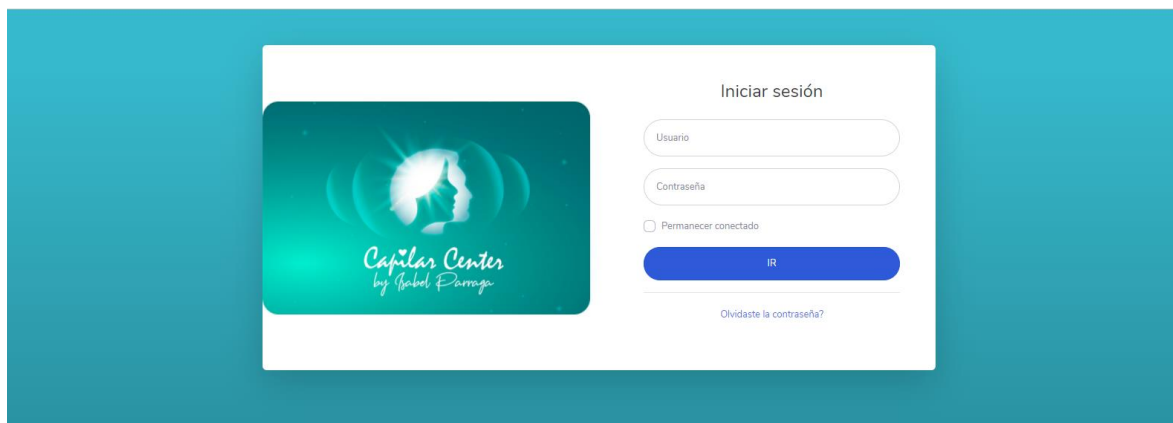 Capilar Center
by Isabel Parraga
Iniciar sesión
Usuario
Contraseña
Permanecer conectado
IR
Olvidaste la contraseña?